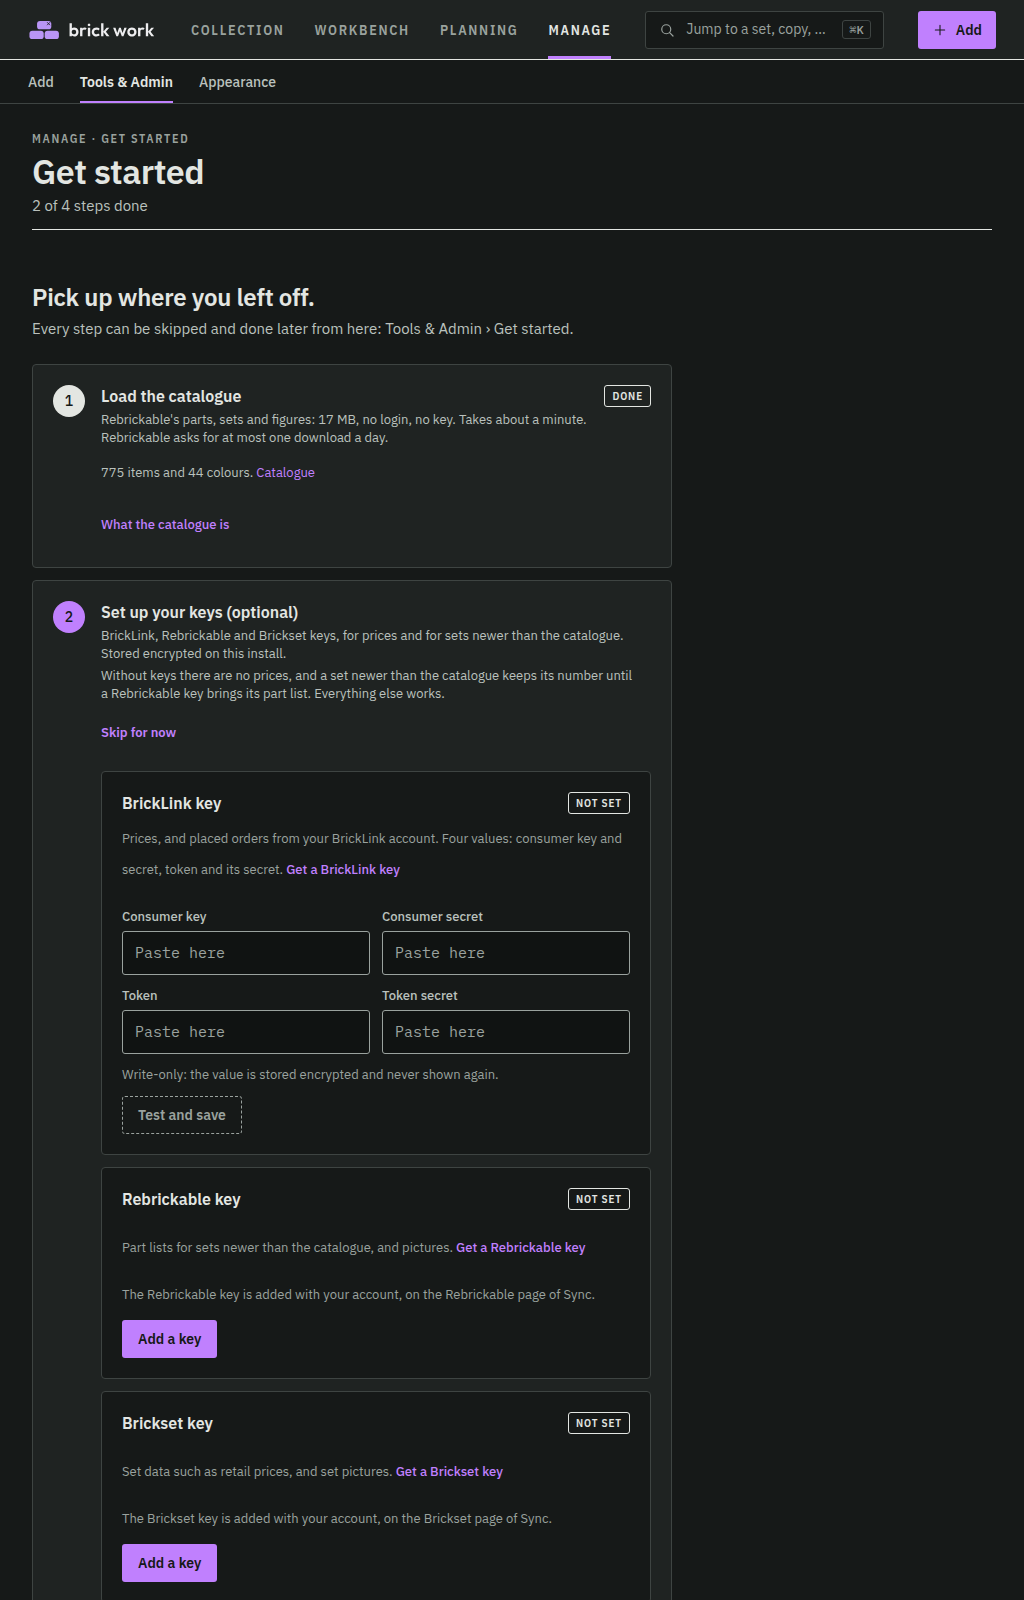 brick work
COLLECTION
WORKBENCH
PLANNING
MANAGE
Jump to a set, copy, ...
⌘K
+ Add
Add
Tools & Admin
Appearance
MANAGE · GET STARTED
Get started
2 of 4 steps done
Pick up where you left off.
Every step can be skipped and done later from here: Tools & Admin › Get started.
1
Load the catalogue
DONE
Rebrickable's parts, sets and figures: 17 MB, no login, no key. Takes about a minute.
Rebrickable asks for at most one download a day.
775 items and 44 colours. Catalogue
What the catalogue is
2
Set up your keys (optional)
BrickLink, Rebrickable and Brickset keys, for prices and for sets newer than the catalogue.
Stored encrypted on this install.
Without keys there are no prices, and a set newer than the catalogue keeps its number until
a Rebrickable key brings its part list. Everything else works.
Skip for now
BrickLink key
NOT SET
Prices, and placed orders from your BrickLink account. Four values: consumer key and
secret, token and its secret. Get a BrickLink key
Consumer key
Consumer secret
Paste here
Paste here
Token
Token secret
Paste here
Paste here
Write-only: the value is stored encrypted and never shown again.
Test and save
Rebrickable key
NOT SET
Part lists for sets newer than the catalogue, and pictures. Get a Rebrickable key
The Rebrickable key is added with your account, on the Rebrickable page of Sync.
Add a key
Brickset key
NOT SET
Set data such as retail prices, and set pictures. Get a Brickset key
The Brickset key is added with your account, on the Brickset page of Sync.
Add a key